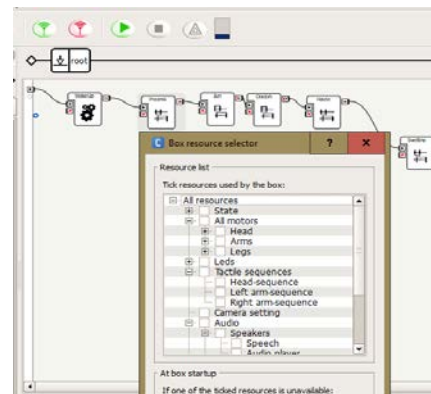 root
Box resource selector
?
X
Resource list
Tick resources used by the box:
All resources
State
All motors
Head
Arms
Legs
Leds
Tactile sequences
Head-sequence
Left arm-sequence
Right arm-sequence
Camera setting
Audio
Speakers
Speech
Audio player
At box startup
If one of the ticked resources is unavailable: